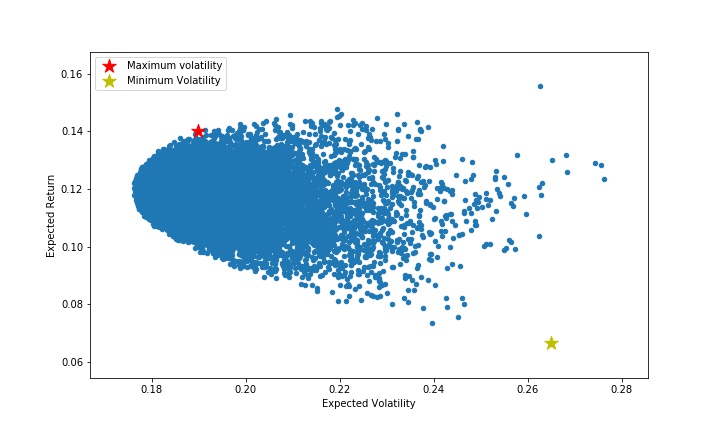 Maximum volatility
Minimum Volatility
0.16
0.14
0.12
0.10
0.08
0.06
Expected Return
0.18 0.20 0.22 0.24 0.26 0.28
Expected Volatility